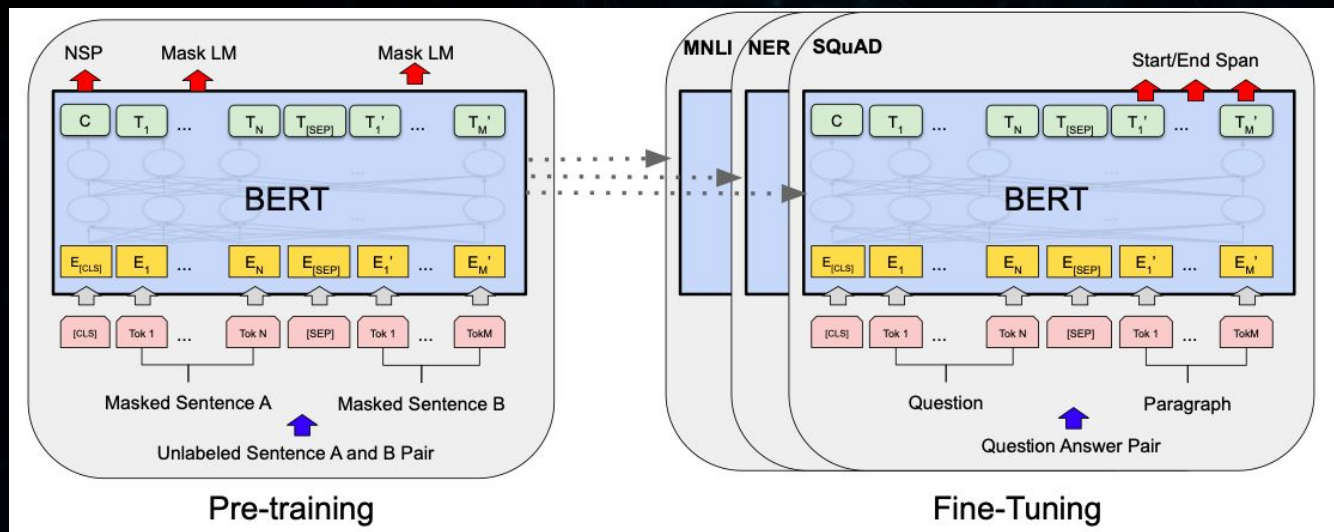 NSP Mask LM Mask LM
C T1 ... TN T[SEP] T1' ... TM'
BERT
E[CLS] E1 ... EN E[SEP] E1' ... EM'
[CLS] Tok 1 ... Tok N [SEP] Tok 1 ... TokM
Masked Sentence A Masked Sentence B
Unlabeled Sentence A and B Pair
Pre-training
MNLI NER SQuAD
Start/End Span
C T1 ... TN T[SEP] T1' ... TM'
BERT
E[CLS] E1 ... EN E[SEP] E1' ... EM'
[CLS] Tok 1 ... Tok N [SEP] Tok 1 ... TokM
Question Paragraph
Question Answer Pair
Fine-Tuning